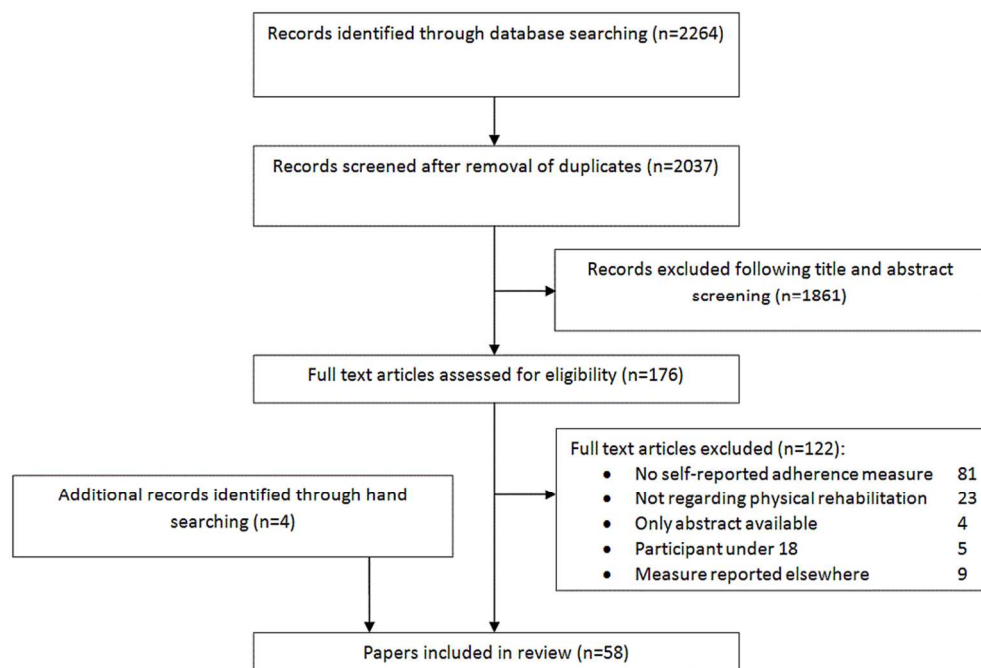 Records identified through database searching (n=2264)
Records screened after removal of duplicates (n=2037)
Records excluded following title and abstract
screening (n=1861)
Full text articles assessed for eligibility (n=176)
Full text articles excluded (n=122):
• No self-reported adherence measure 81
• Not regarding physical rehabilitation 23
• Only abstract available 4
• Participant under 18 5
• Measure reported elsewhere 9
Additional records identified through hand
searching (n=4)
Papers included in review (n=58)